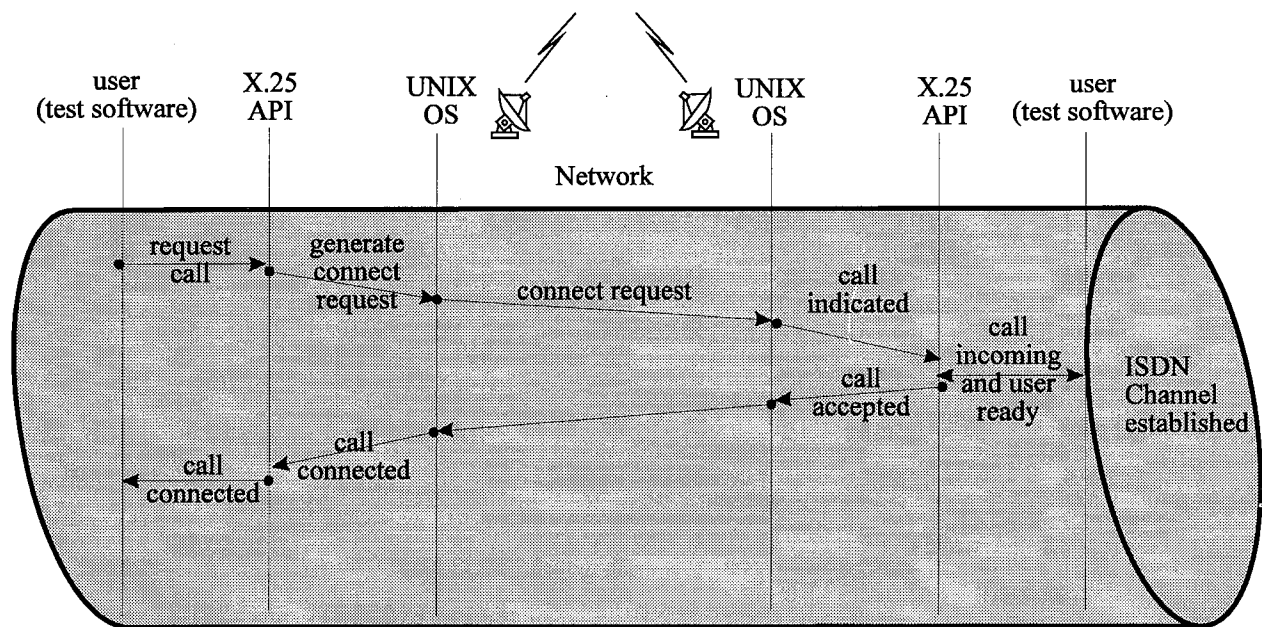 user
(test software)
X.25
API
UNIX
OS
UNIX
OS
X.25
API
user
(test software)
Network
request
call
generate
connect
request
connect request
call
indicated
call
incoming
and user
ready
call
accepted
call
connected
call
connected
ISDN
Channel
established